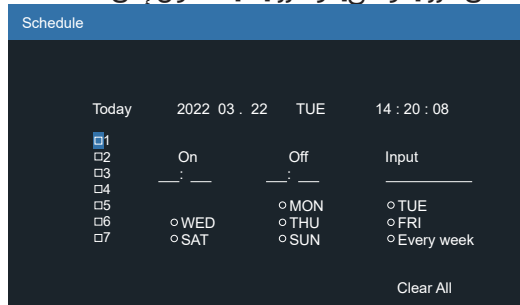 Schedule
Today 2022 03 . 22 TUE 14 : 20 : 08
1
2 On Off Input
3 __: __ __: __ ________
4
5 MON TUE
6 WED THU FRI
7 SAT SUN Every week
Clear All